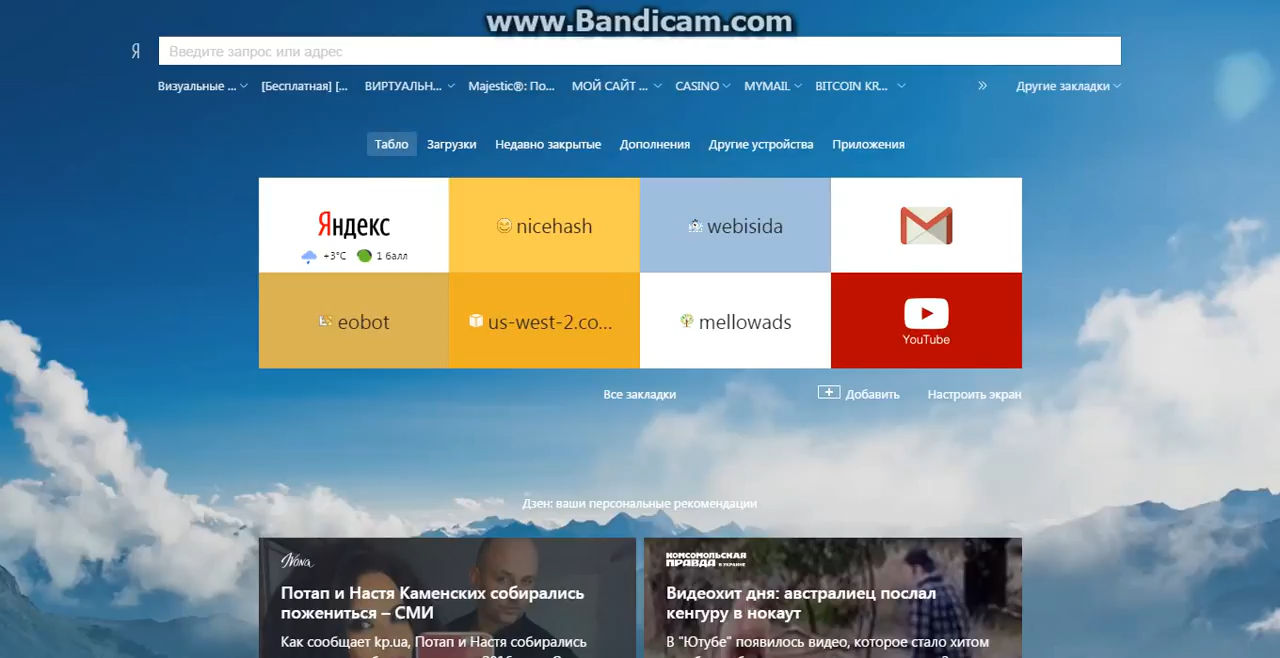 www.Bandicam.com
Я Введите запрос или адрес
Визуальные ... [Бесплатная] [... ВИРТУАЛЬН... Majestic®: По... МОЙ САЙТ ... CASINO MYMAIL BITCOIN KR... » Другие закладки
Табло Загрузки Недавно закрытые Дополнения Другие устройства Приложения
Яндекс
+3°C 1 балл
nicehash
webisida
eobot
us-west-2.co...
mellowads
YouTube
Все закладки Добавить Настроить экран
Дзен: ваши персональные рекомендации
Ivona
Потап и Настя Каменских собирались
пожениться – СМИ
Как сообщает kp.ua, Потап и Настя собирались
КОМСОМОЛЬСКАЯ
ПРАВДА В УКРАИНЕ
Видеохит дня: австралиец послал
кенгуру в нокаут
В "Ютубе" появилось видео, которое стало хитом